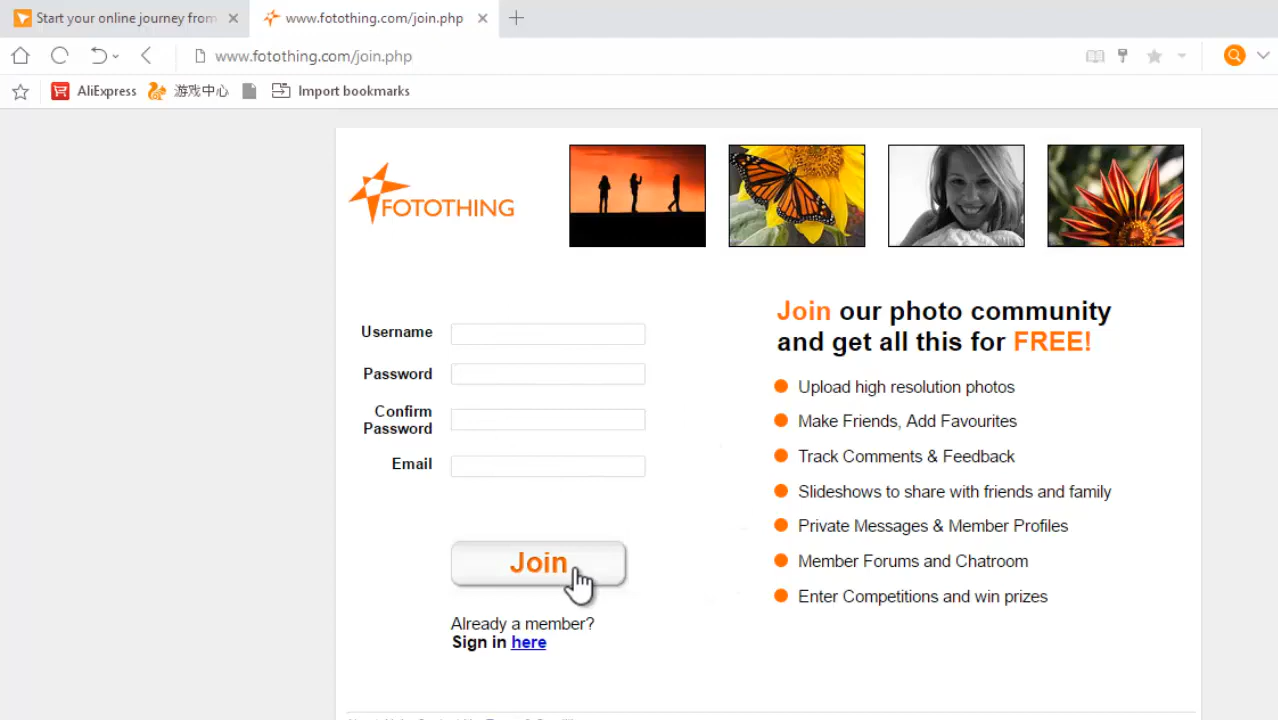 Start your online journey from
www.fotothing.com/join.php
www.fotothing.com/join.php
AliExpress
游戏中心
Import bookmarks
FOTOTHING
Username
Password
Confirm
Password
Email
Join
Already a member?
Sign in here
Join our photo community
and get all this for FREE!
Upload high resolution photos
Make Friends, Add Favourites
Track Comments & Feedback
Slideshows to share with friends and family
Private Messages & Member Profiles
Member Forums and Chatroom
Enter Competitions and win prizes